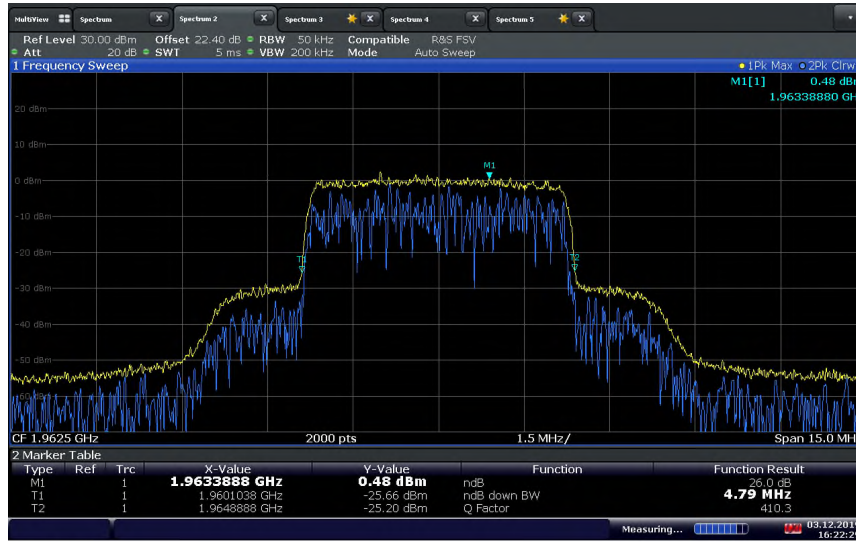 MultiView Spectrum X Spectrum 2 X Spectrum 3 X Spectrum 4 X Spectrum 5 X
Ref Level 30.00 dBm Offset 22.40 dB RBW 50 kHz Compatible R&S FSV
Att 20 dB SWT 5 ms VBW 200 kHz Mode Auto Sweep
1 Frequency Sweep 1Pk Max 2Pk Clrw
M1[1] 0.48 dBm
1.96338880 GH
20 dBm
10 dBm
M1
0 dBm
-10 dBm
-20 dBm
T1 T2
-30 dBm
-40 dBm
-50 dBm
-60 dBm
CF 1.9625 GHz 2000 pts 1.5 MHz/ Span 15.0 MH
2 Marker Table
Type Ref Trc X-Value Y-Value Function Function Result
M1 1 1.9633888 GHz 0.48 dBm ndB 26.0 dB
T1 1 1.9601038 GHz -25.66 dBm ndB down BW 4.79 MHz
T2 1 1.9648888 GHz -25.20 dBm Q Factor 410.3
Measuring... 03.12.201
16:22:2